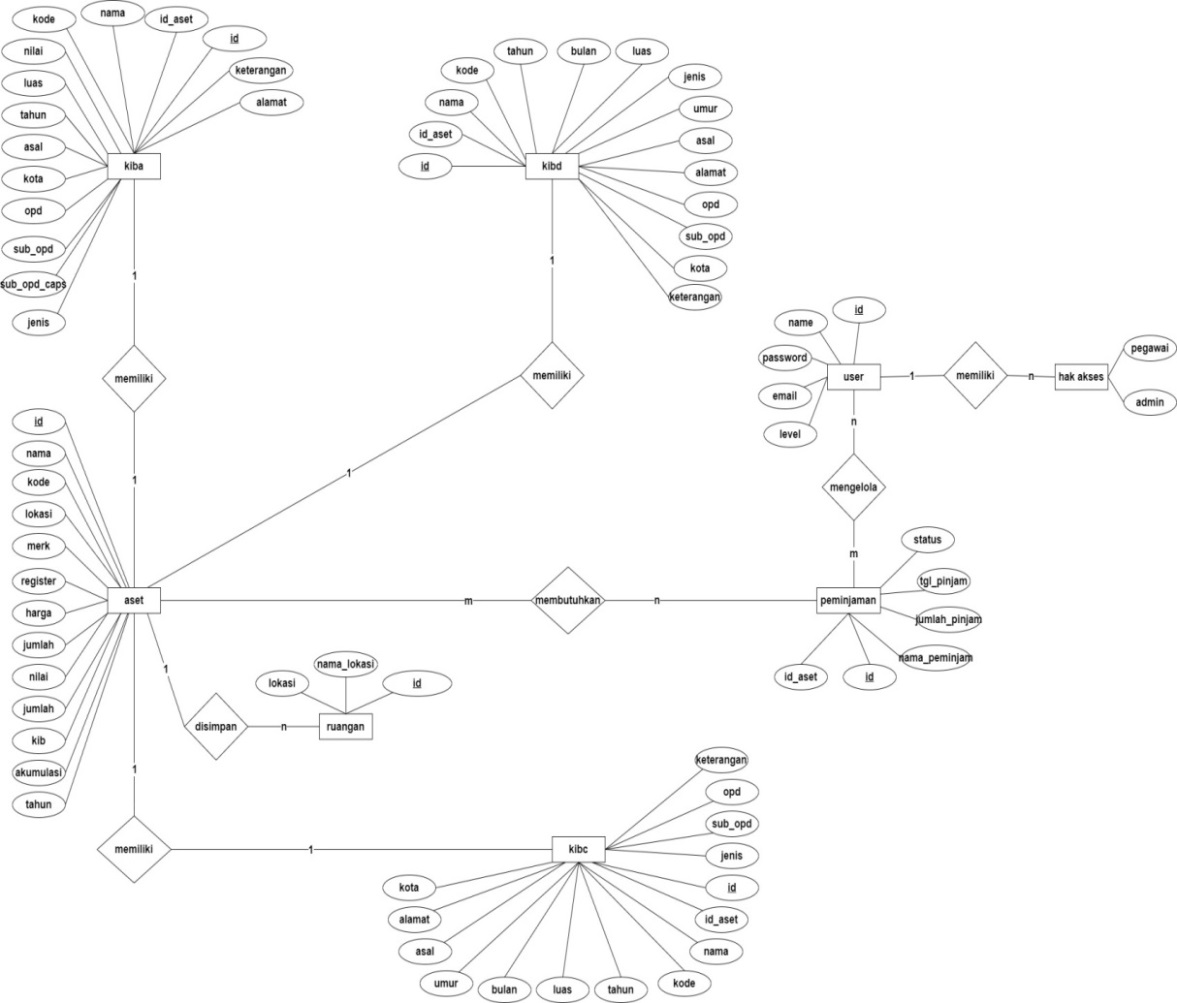 kode
nama
id_aset
id
keterangan
alamat
nilai
luas
tahun
asal
kota
opd
sub_opd
sub_opd_caps
jenis
kiba
1
memiliki
1
tahun
bulan
luas
kode
jenis
nama
umur
id_aset
asal
id
kibd
alamat
opd
sub_opd
kota
keterangan
1
memiliki
1
id
name
password
email
level
user
1
memiliki
n
hak akses
pegawai
admin
n
mengelola
m
id
nama
kode
lokasi
merk
register
harga
jumlah
nilai
jumlah
kib
akumulasi
tahun
aset
m
membutuhkan
n
peminjaman
status
tgl_pinjam
jumlah_pinjam
nama_peminjam
id_aset
id
1
disimpan
n
ruangan
lokasi
nama_lokasi
id
1
memiliki
1
kibc
keterangan
opd
sub_opd
jenis
id
id_aset
nama
kode
tahun
luas
bulan
umur
asal
alamat
kota